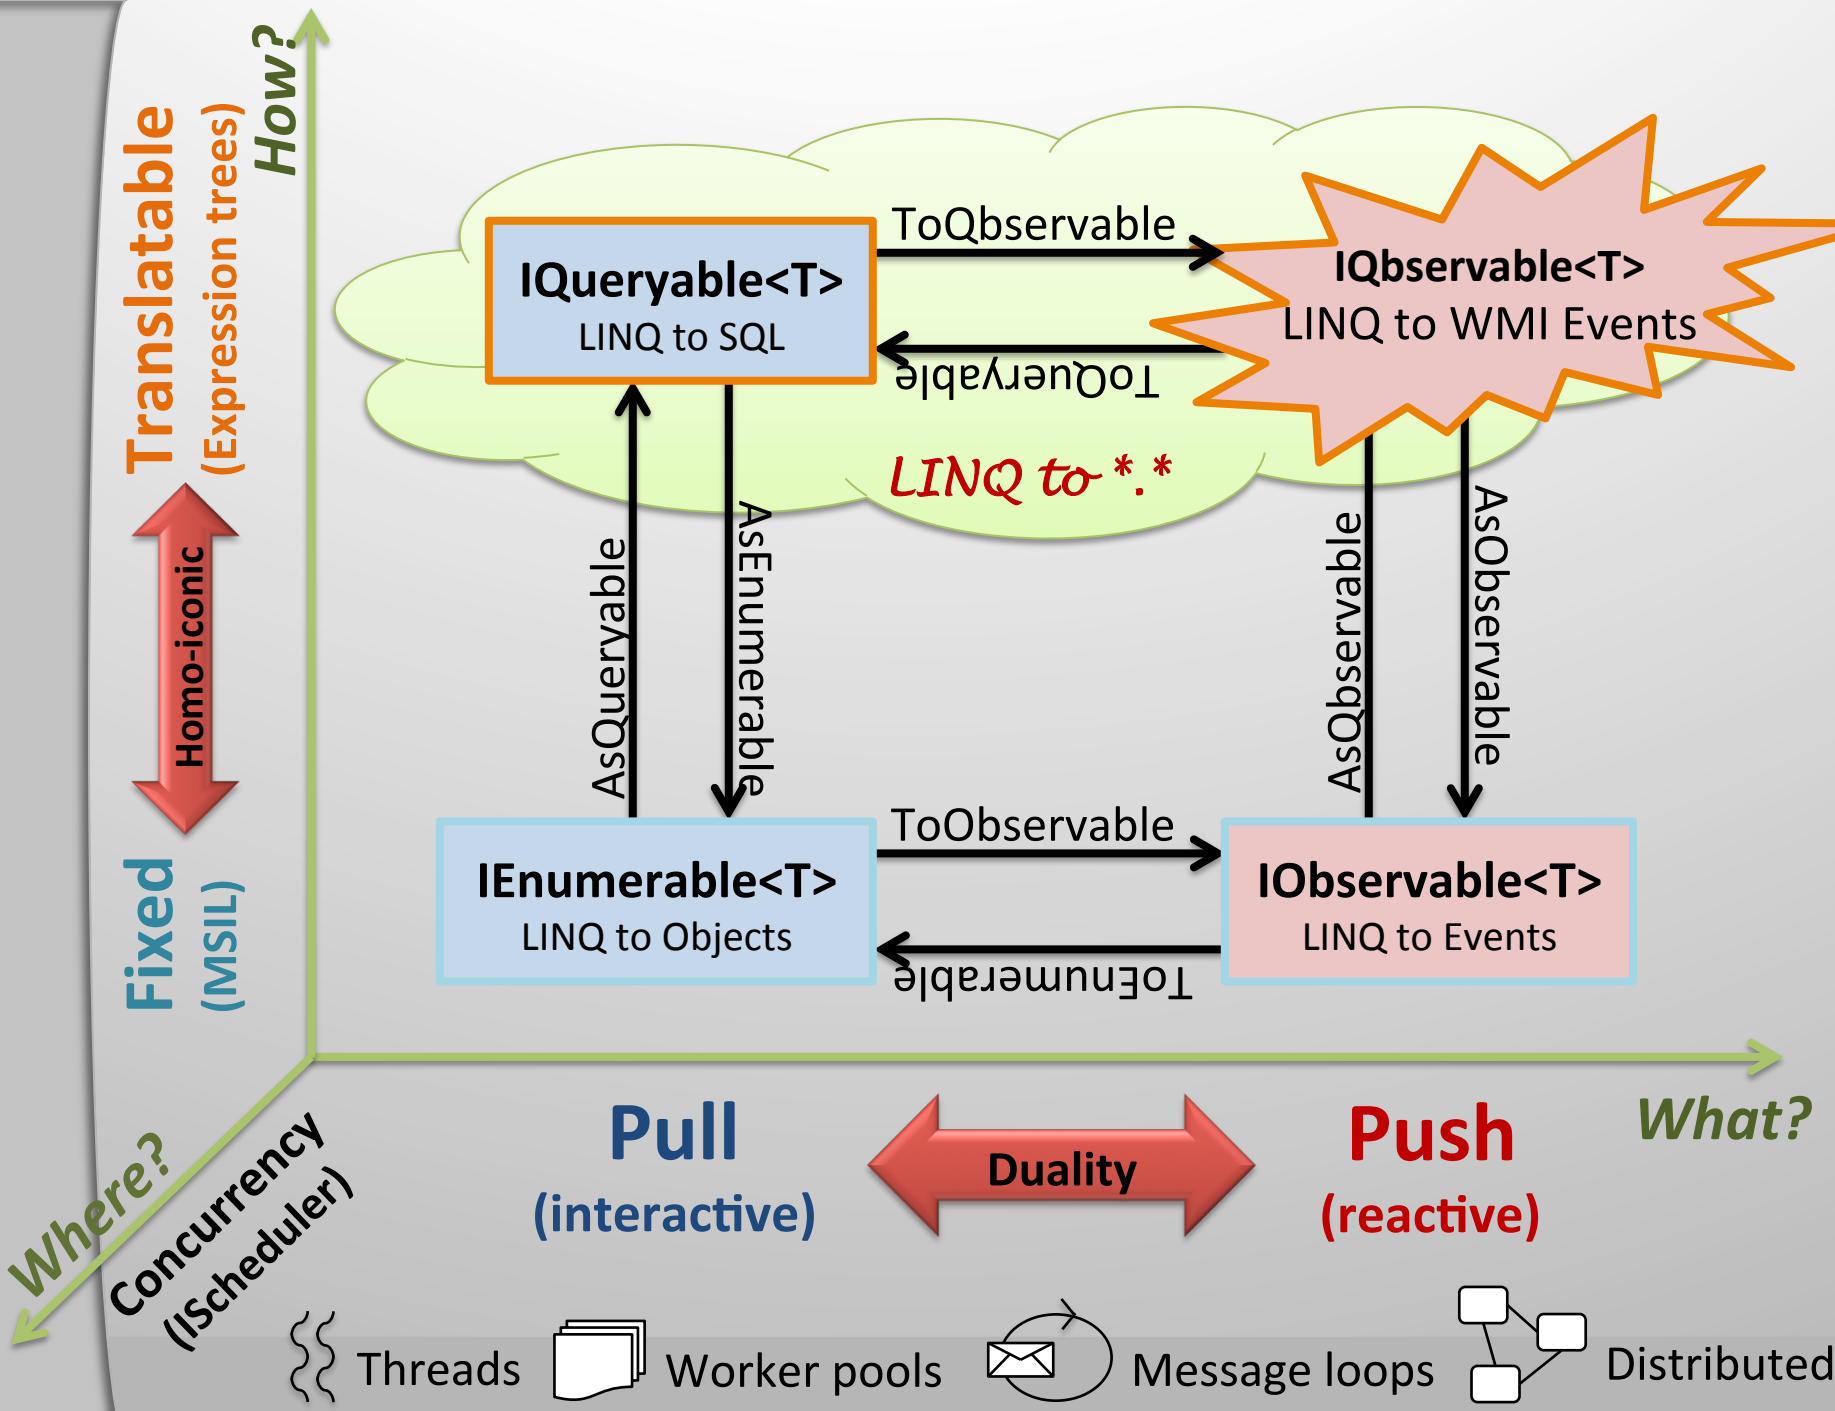 How?
Translatable
(Expression trees)
Homo-iconic
Fixed
(MSIL)
IQueryable<T>
LINQ to SQL
ToQbservable
ToQueryable
IQbservable<T>
LINQ to WMI Events
LINQ to *.*
AsQueryable
AsEnumerable
AsQbservable
AsObservable
IEnumerable<T>
LINQ to Objects
ToObservable
ToEnumerable
IObservable<T>
LINQ to Events
Where?
Concurrency
(IScheduler)
Pull
(interactive)
Duality
Push
(reactive)
What?
Threads
Worker pools
Message loops
Distributed